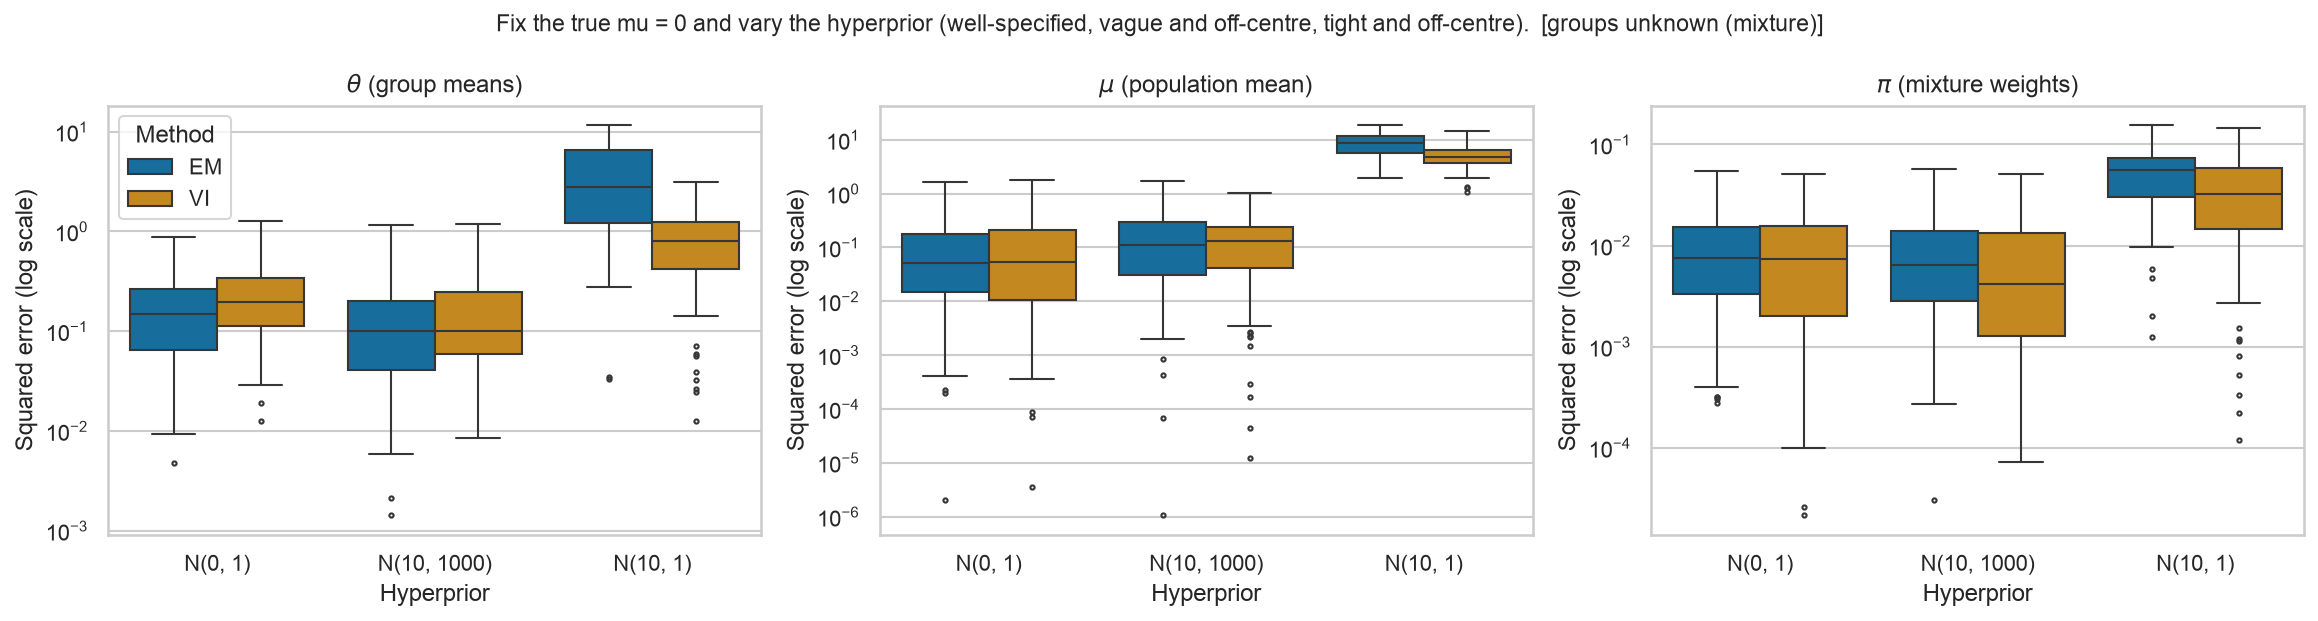 Fix the true mu = 0 and vary the hyperprior (well-specified, vague and off-centre, tight and off-centre). [groups unknown (mixture)]
θ (group means)
Squared error (log scale)
10¹
10⁰
10⁻¹
10⁻²
10⁻³
Method
EM
VI
N(0, 1)
N(10, 1000)
N(10, 1)
Hyperprior
μ (population mean)
Squared error (log scale)
10¹
10⁰
10⁻¹
10⁻²
10⁻³
10⁻⁴
10⁻⁵
10⁻⁶
N(0, 1)
N(10, 1000)
N(10, 1)
Hyperprior
π (mixture weights)
Squared error (log scale)
10⁻¹
10⁻²
10⁻³
10⁻⁴
N(0, 1)
N(10, 1000)
N(10, 1)
Hyperprior